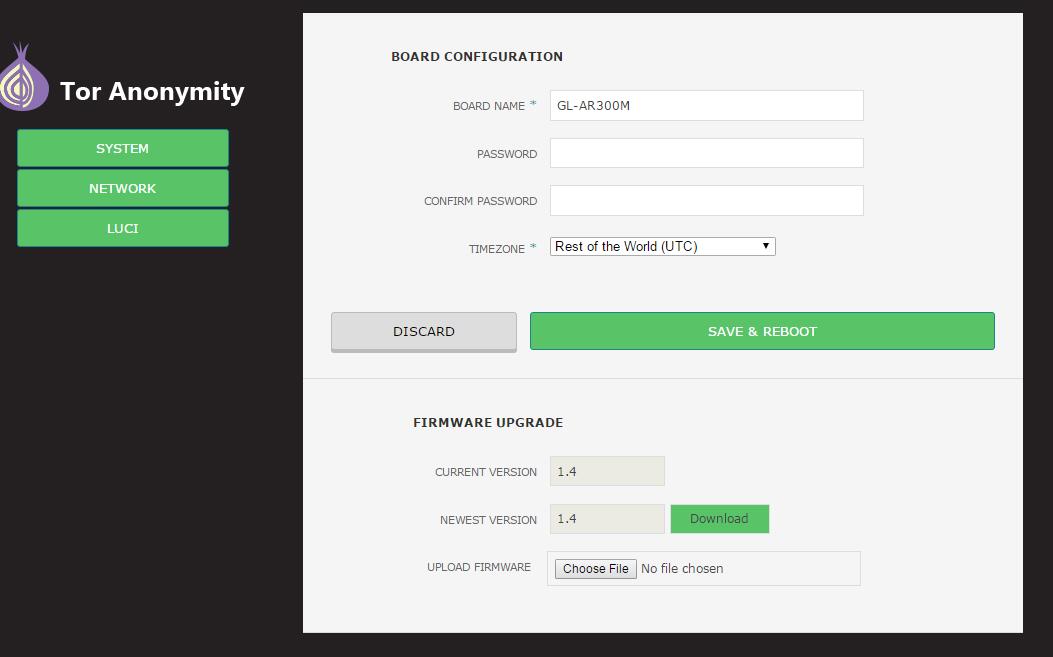 Tor Anonymity
SYSTEM
NETWORK
LUCI
BOARD CONFIGURATION
BOARD NAME * GL-AR300M
PASSWORD
CONFIRM PASSWORD
TIMEZONE * Rest of the World (UTC)
DISCARD SAVE & REBOOT
FIRMWARE UPGRADE
CURRENT VERSION 1.4
NEWEST VERSION 1.4 Download
UPLOAD FIRMWARE Choose File No file chosen